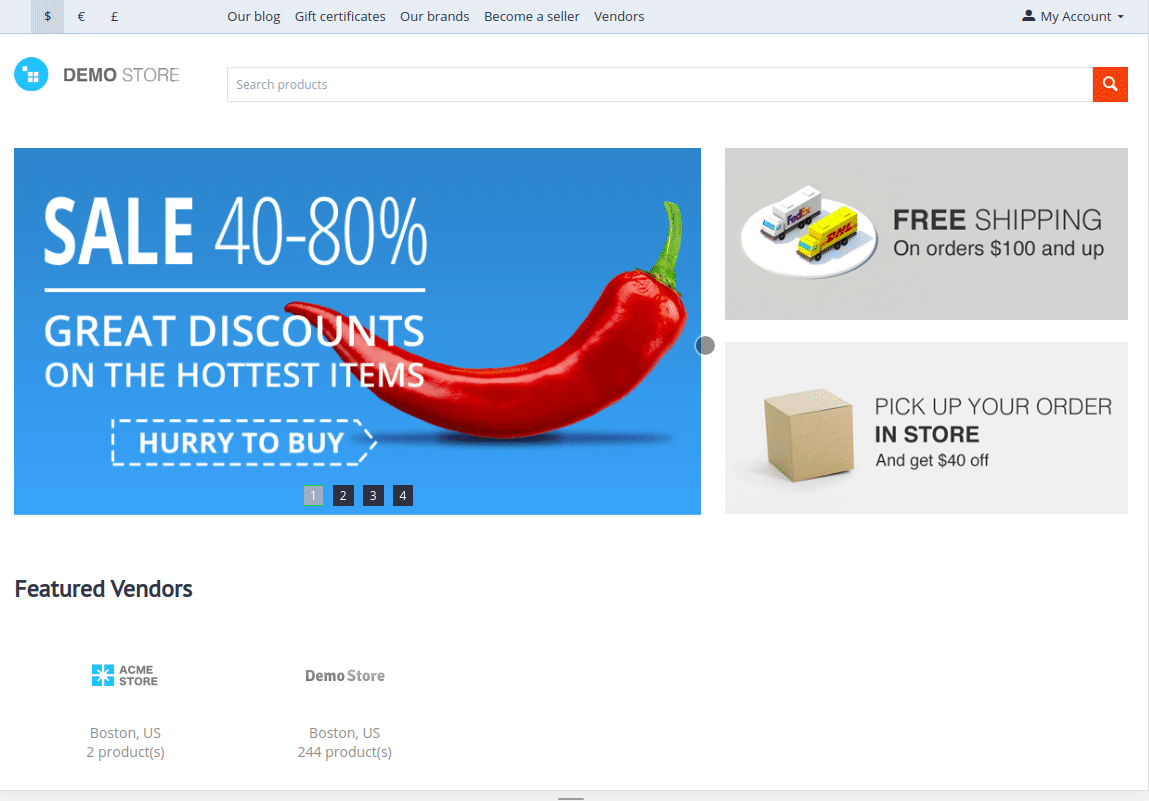 $ € £ Our blog Gift certificates Our brands Become a seller Vendors My Account
DEMO STORE
Search products
SALE 40-80%
GREAT DISCOUNTS
ON THE HOTTEST ITEMS
HURRY TO BUY
1 2 3 4
FedEx
DHL
FREE SHIPPING
On orders $100 and up
PICK UP YOUR ORDER
IN STORE
And get $40 off
Featured Vendors
ACME
STORE
Demo Store
Boston, US
2 product(s)
Boston, US
244 product(s)